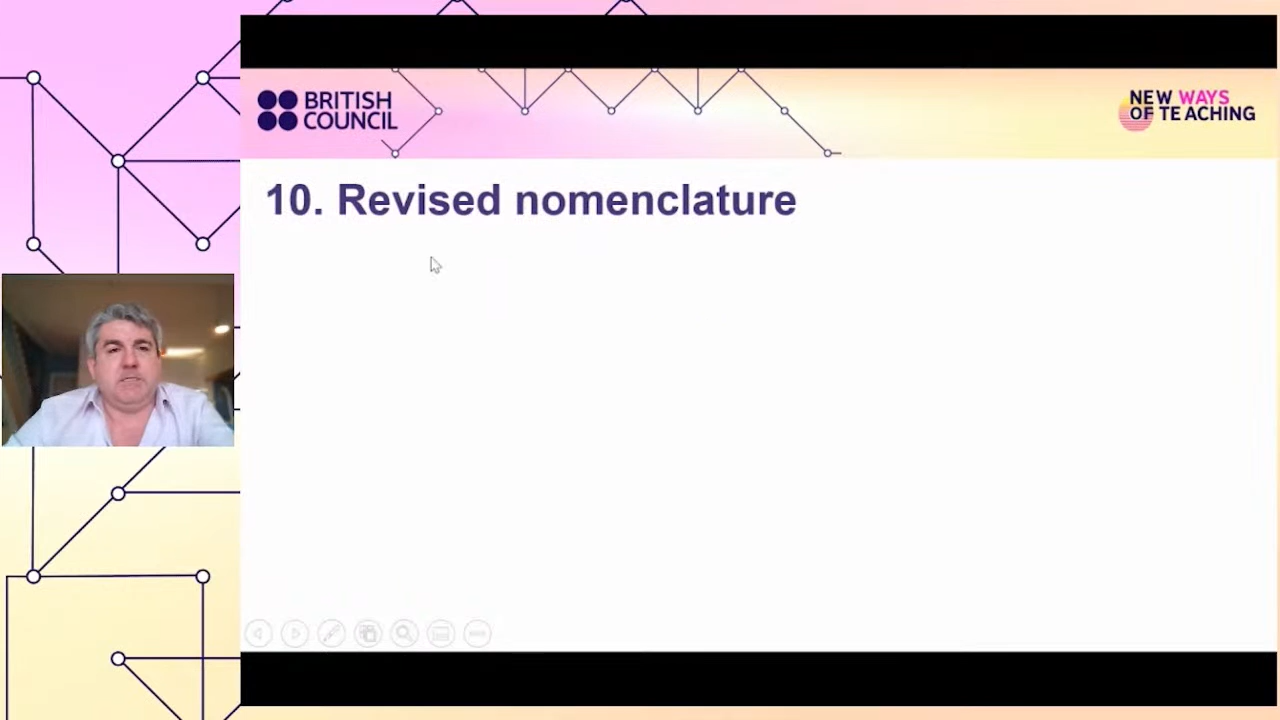 BRITISH
COUNCIL
NEW WAYS
OF TEACHING
10. Revised nomenclature